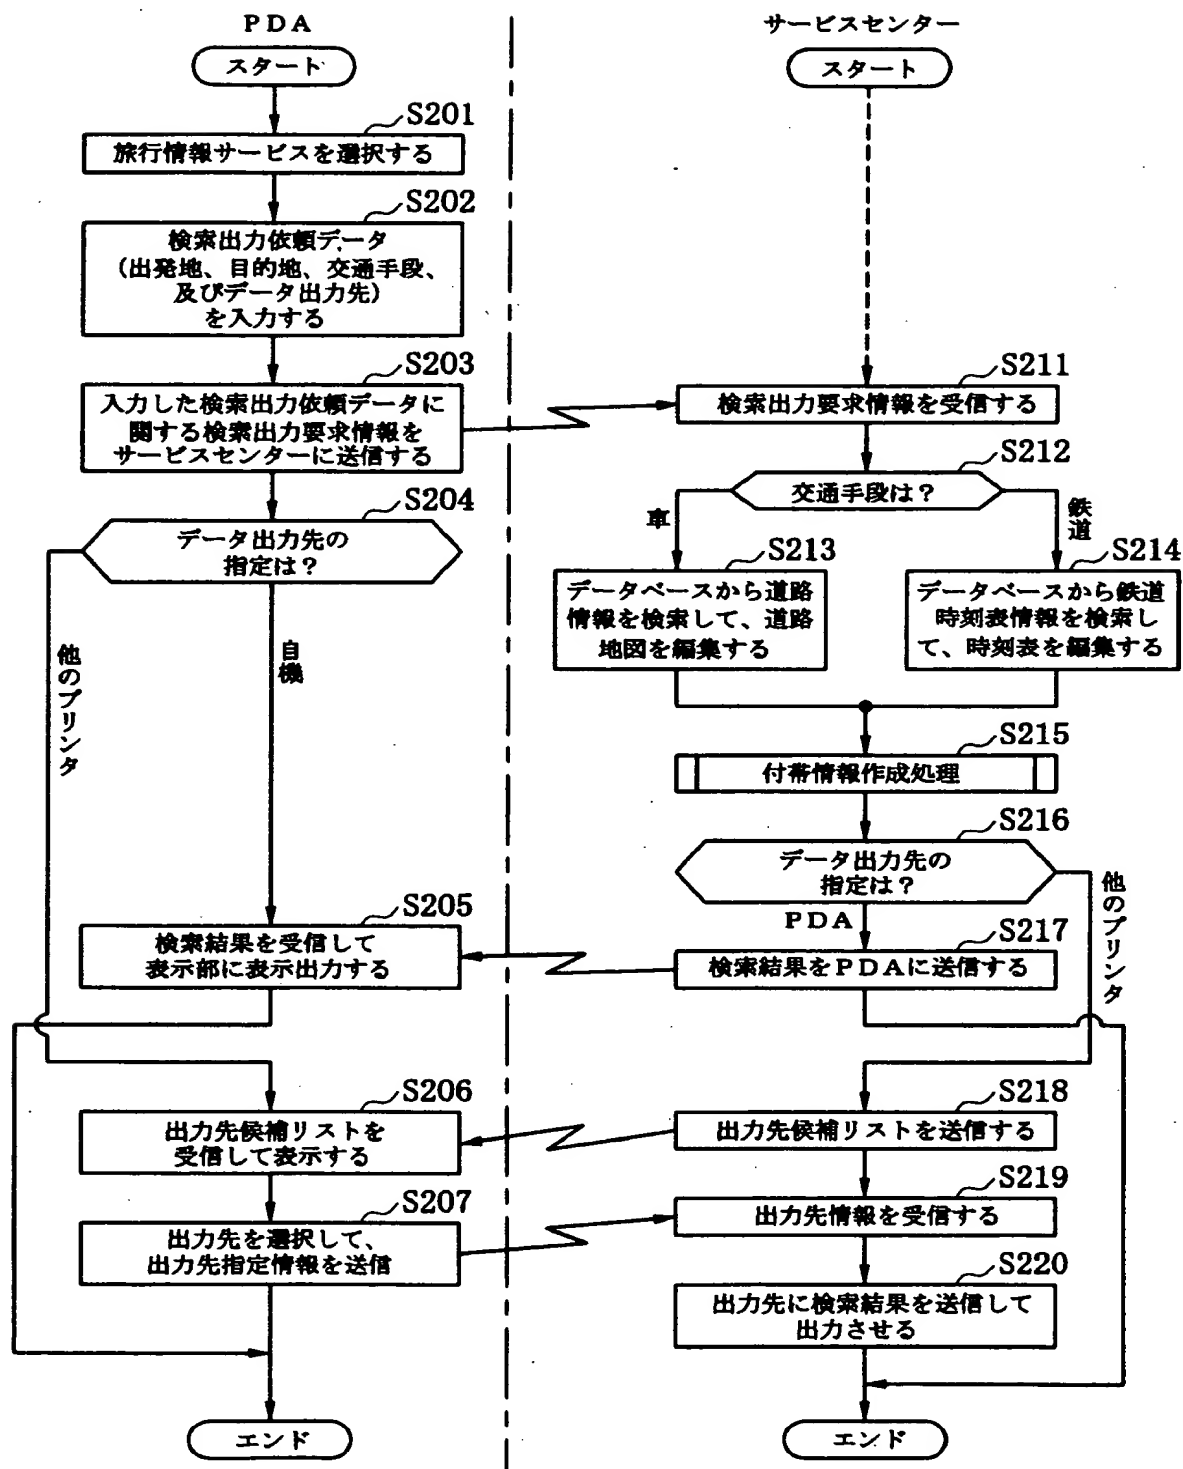 PDA
スタート
S201
旅行情報サービスを選択する
S202
検索出力依頼データ
(出発地、目的地、交通手段、
及びデータ出力先)
を入力する
S203
入力した検索出力依頼データに
関する検索出力要求情報を
サービスセンターに送信する
S204
データ出力先の
指定は？
他のプリンタ
自機
S205
検索結果を受信して
表示部に表示出力する
S206
出力先候補リストを
受信して表示する
S207
出力先を選択して、
出力先指定情報を送信
エンド
サービスセンター
スタート
S211
検索出力要求情報を受信する
S212
交通手段は？
車
鉄道
S213
データベースから道路
情報を検索して、道路
地図を編集する
S214
データベースから鉄道
時刻表情報を検索し
て、時刻表を編集する
S215
付帯情報作成処理
S216
データ出力先の
指定は？
PDA
他のプリンタ
S217
検索結果をPDAに送信する
S218
出力先候補リストを送信する
S219
出力先情報を受信する
S220
出力先に検索結果を送信して
出力させる
エンド